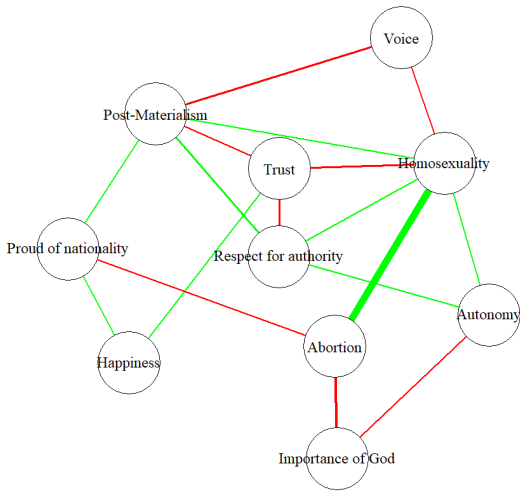 Voice
Post-Materialism
Homosexuality
Trust
Proud of nationality
Respect for authority
Autonomy
Abortion
Happiness
Importance of God